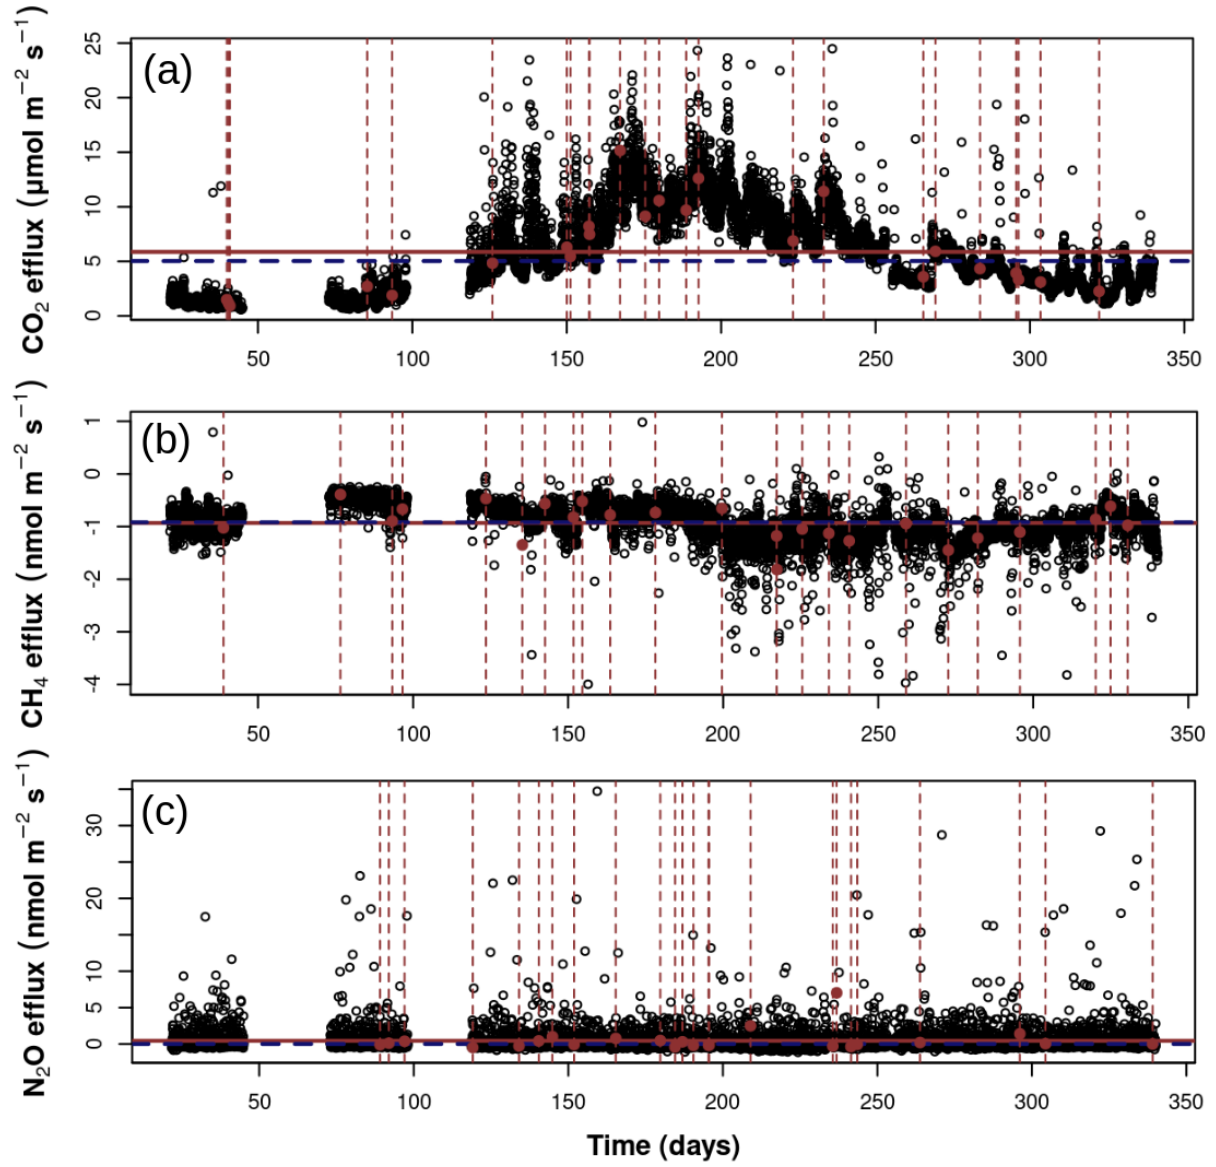 (a)
CO₂ efflux (μmol m⁻² s⁻¹)
25
20
15
10
5
0
50 100 150 200 250 300 350
(b)
CH₄ efflux (nmol m⁻² s⁻¹)
1
0
-1
-2
-3
-4
50 100 150 200 250 300 350
(c)
N₂O efflux (nmol m⁻² s⁻¹)
30
20
10
5
0
50 100 150 200 250 300 350
Time (days)